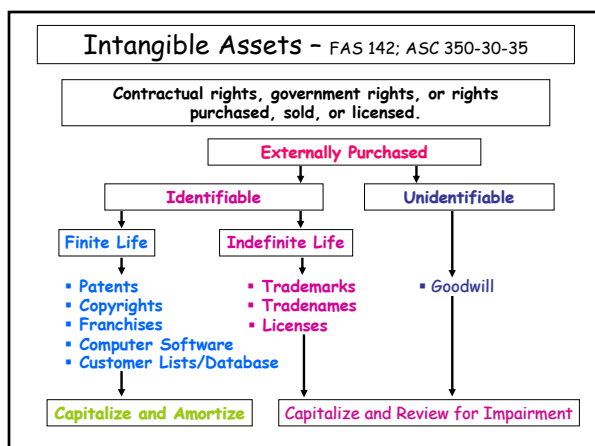 Intangible Assets – FAS 142; ASC 350-30-35
Contractual rights, government rights, or rights
purchased, sold, or licensed.
Externally Purchased
Identifiable
Unidentifiable
Finite Life
Indefinite Life
▪ Patents
▪ Copyrights
▪ Franchises
▪ Computer Software
▪ Customer Lists/Database
▪ Trademarks
▪ Tradenames
▪ Licenses
▪ Goodwill
Capitalize and Amortize
Capitalize and Review for Impairment